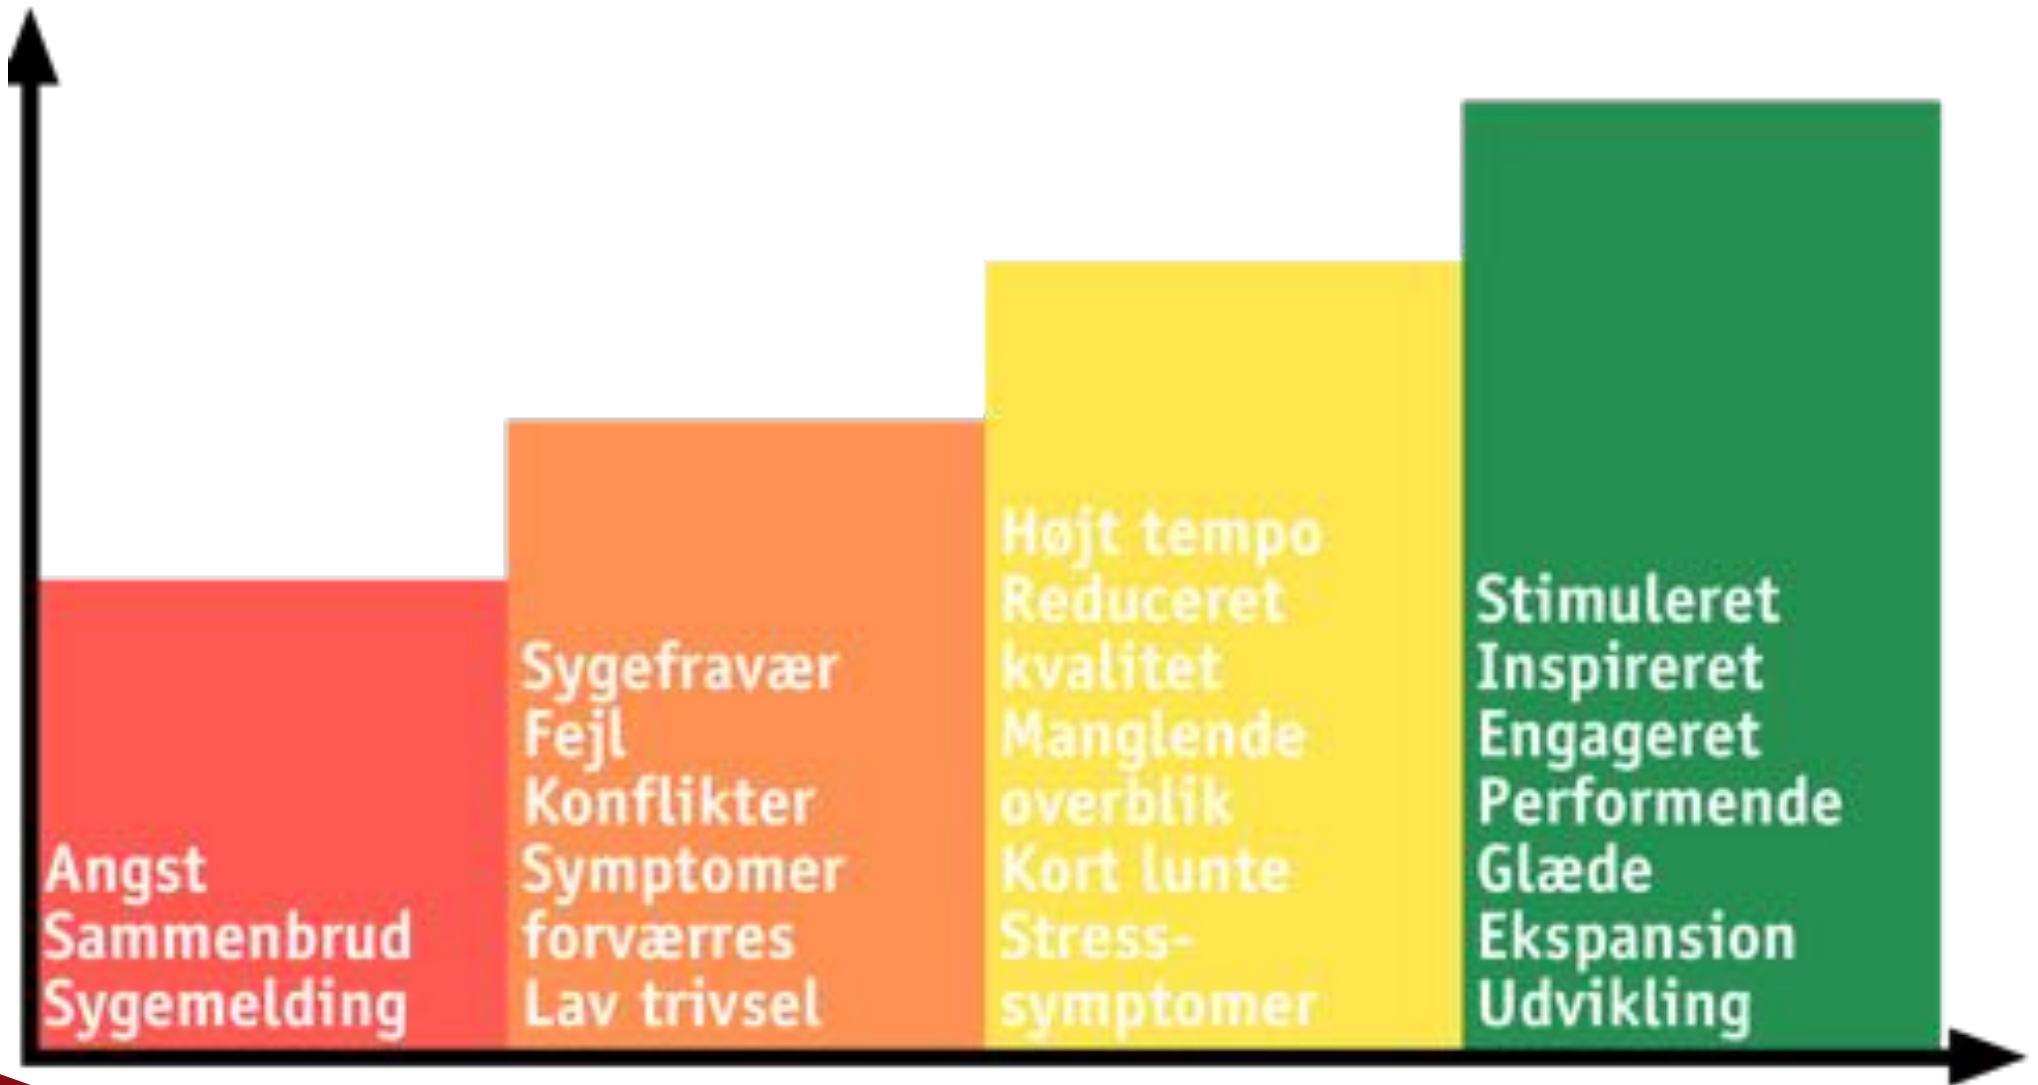 Angst
Sammenbrud
Sygemelding
Sygefravær
Fejl
Konflikter
Symptomer
forværres
Lav trivsel
Højt tempo
Reduceret
kvalitet
Manglende
overblik
Kort lunte
Stress-
symptomer
Stimuleret
Inspireret
Engageret
Performende
Glæde
Ekspansion
Udvikling